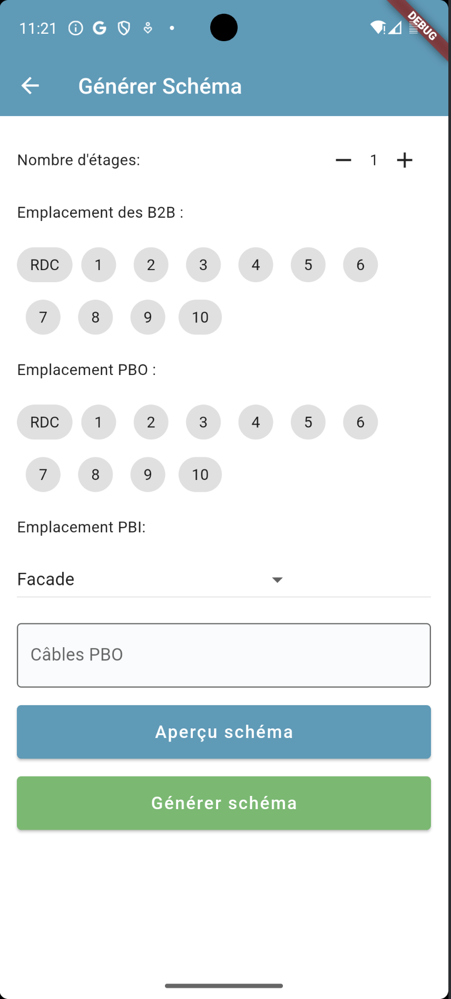 11:21
DEBUG
Générer Schéma
Nombre d'étages: 1
Emplacement des B2B :
RDC 1 2 3 4 5 6
7 8 9 10
Emplacement PBO :
RDC 1 2 3 4 5 6
7 8 9 10
Emplacement PBI:
Facade
Câbles PBO
Aperçu schéma
Générer schéma